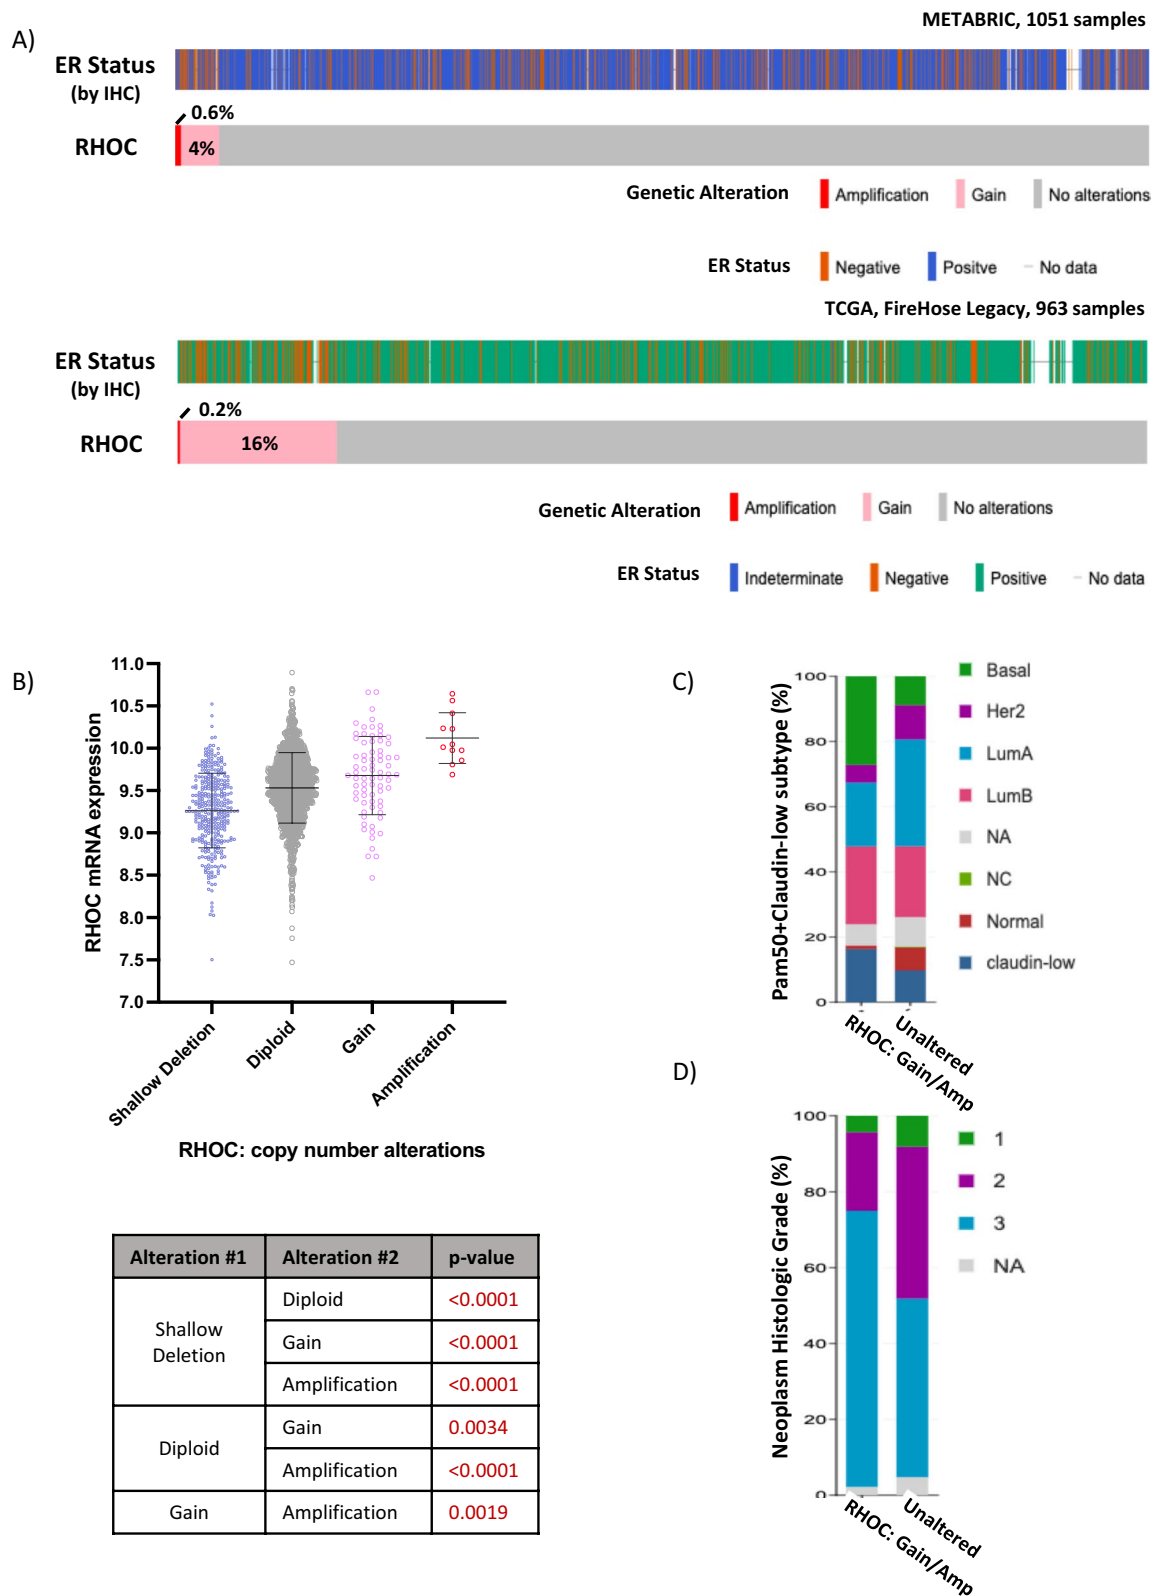 A)
METABRIC, 1051 samples
ER Status
(by IHC)
0.6%
RHOC
4%
Genetic Alteration
Amplification
Gain
No alterations
ER Status
Negative
Positve
No data
TCGA, FireHose Legacy, 963 samples
ER Status
(by IHC)
0.2%
RHOC
16%
Genetic Alteration
Amplification
Gain
No alterations
ER Status
Indeterminate
Negative
Positive
No data
B)
RHOC mRNA expression
11.0
10.5
10.0
9.5
9.0
8.5
8.0
7.5
7.0
Shallow Deletion
Diploid
Gain
Amplification
RHOC: copy number alterations
Alteration #1 Alteration #2 p-value
Shallow Deletion
Diploid <0.0001
Gain <0.0001
Amplification <0.0001
Diploid
Gain 0.0034
Amplification <0.0001
Gain Amplification 0.0019
C)
Pam50+Claudin-low subtype (%)
100
80
60
40
20
0
RHOC: Gain/Amp
Unaltered
Basal
Her2
LumA
LumB
NA
NC
Normal
claudin-low
D)
Neoplasm Histologic Grade (%)
100
80
60
40
20
0
RHOC: Gain/Amp
Unaltered
1
2
3
NA